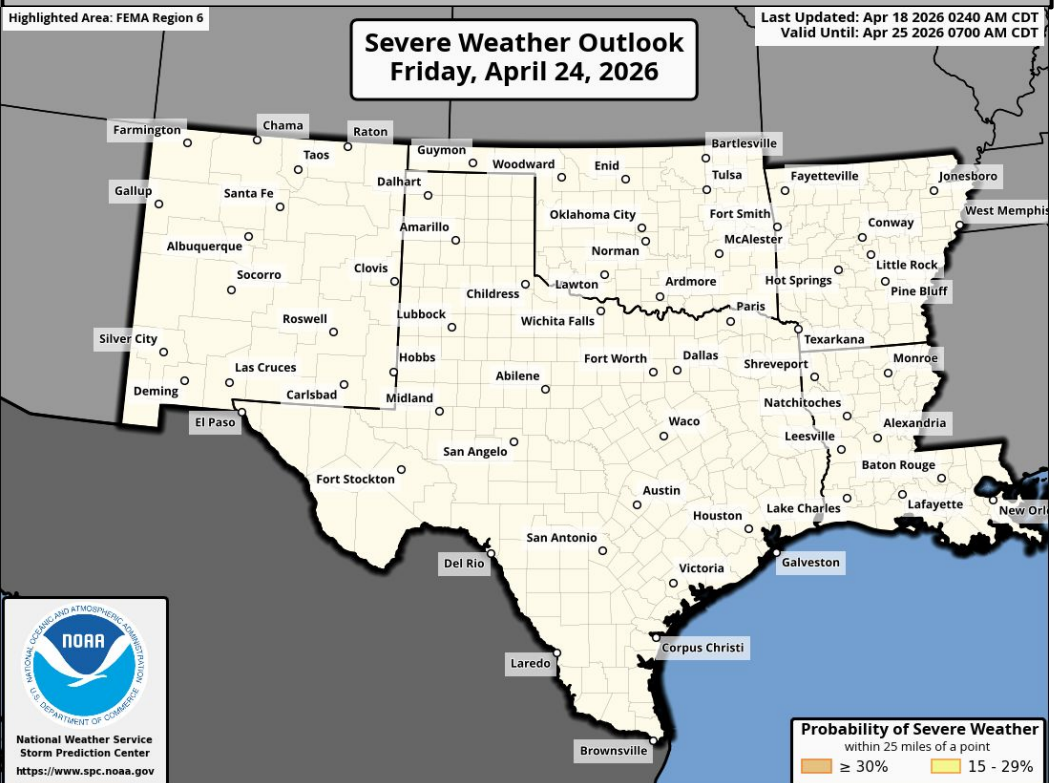 Highlighted Area: FEMA Region 6
Severe Weather Outlook
Friday, April 24, 2026
Last Updated: Apr 18 2026 0240 AM CDT
Valid Until: Apr 25 2026 0700 AM CDT
Farmington
Chama
Raton
Taos
Guymon
Woodward
Enid
Bartlesville
Tulsa
Fayetteville
Jonesboro
Gallup
Santa Fe
Dalhart
Oklahoma City
Fort Smith
Conway
West Memphis
Albuquerque
Amarillo
Norman
McAlester
Little Rock
Socorro
Clovis
Childress
Lawton
Ardmore
Hot Springs
Pine Bluff
Roswell
Lubbock
Wichita Falls
Paris
Texarkana
Silver City
Las Cruces
Hobbs
Abilene
Fort Worth
Dallas
Shreveport
Monroe
Deming
Carlsbad
Midland
Natchitoches
El Paso
San Angelo
Waco
Leesville
Alexandria
Fort Stockton
Austin
Baton Rouge
Houston
Lake Charles
Lafayette
New Orl
Del Rio
San Antonio
Victoria
Galveston
Laredo
Corpus Christi
Brownsville
NATIONAL OCEANIC AND ATMOSPHERIC ADMINISTRATION
NOAA
U.S. DEPARTMENT OF COMMERCE
National Weather Service
Storm Prediction Center
https://www.spc.noaa.gov
Probability of Severe Weather
within 25 miles of a point
≥ 30%
15 - 29%